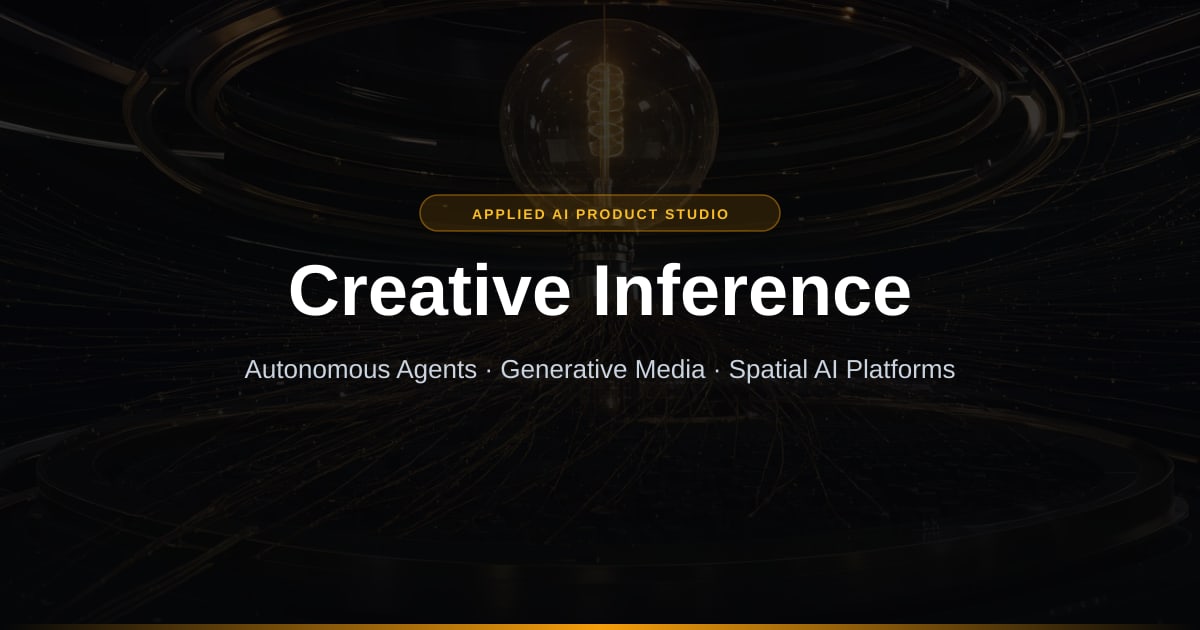 APPLIED AI PRODUCT STUDIO
Creative Inference
Autonomous Agents · Generative Media · Spatial AI Platforms